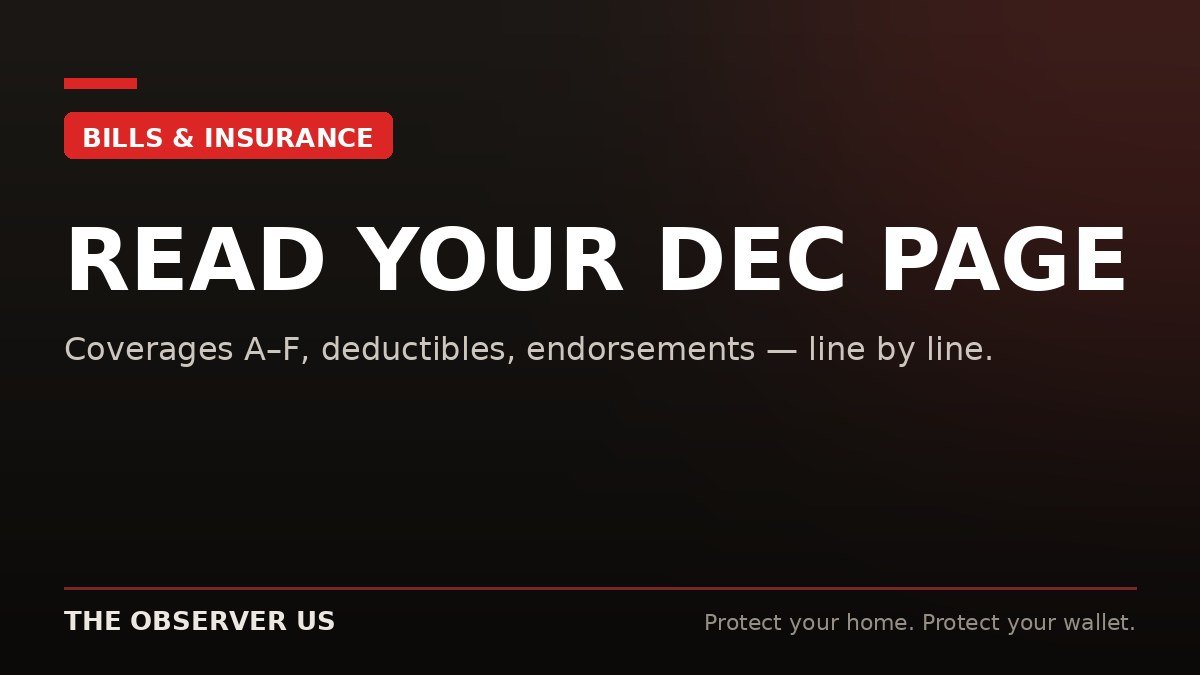 BILLS & INSURANCE
READ YOUR DEC PAGE
Coverages A–F, deductibles, endorsements — line by line.
THE OBSERVER US
Protect your home. Protect your wallet.